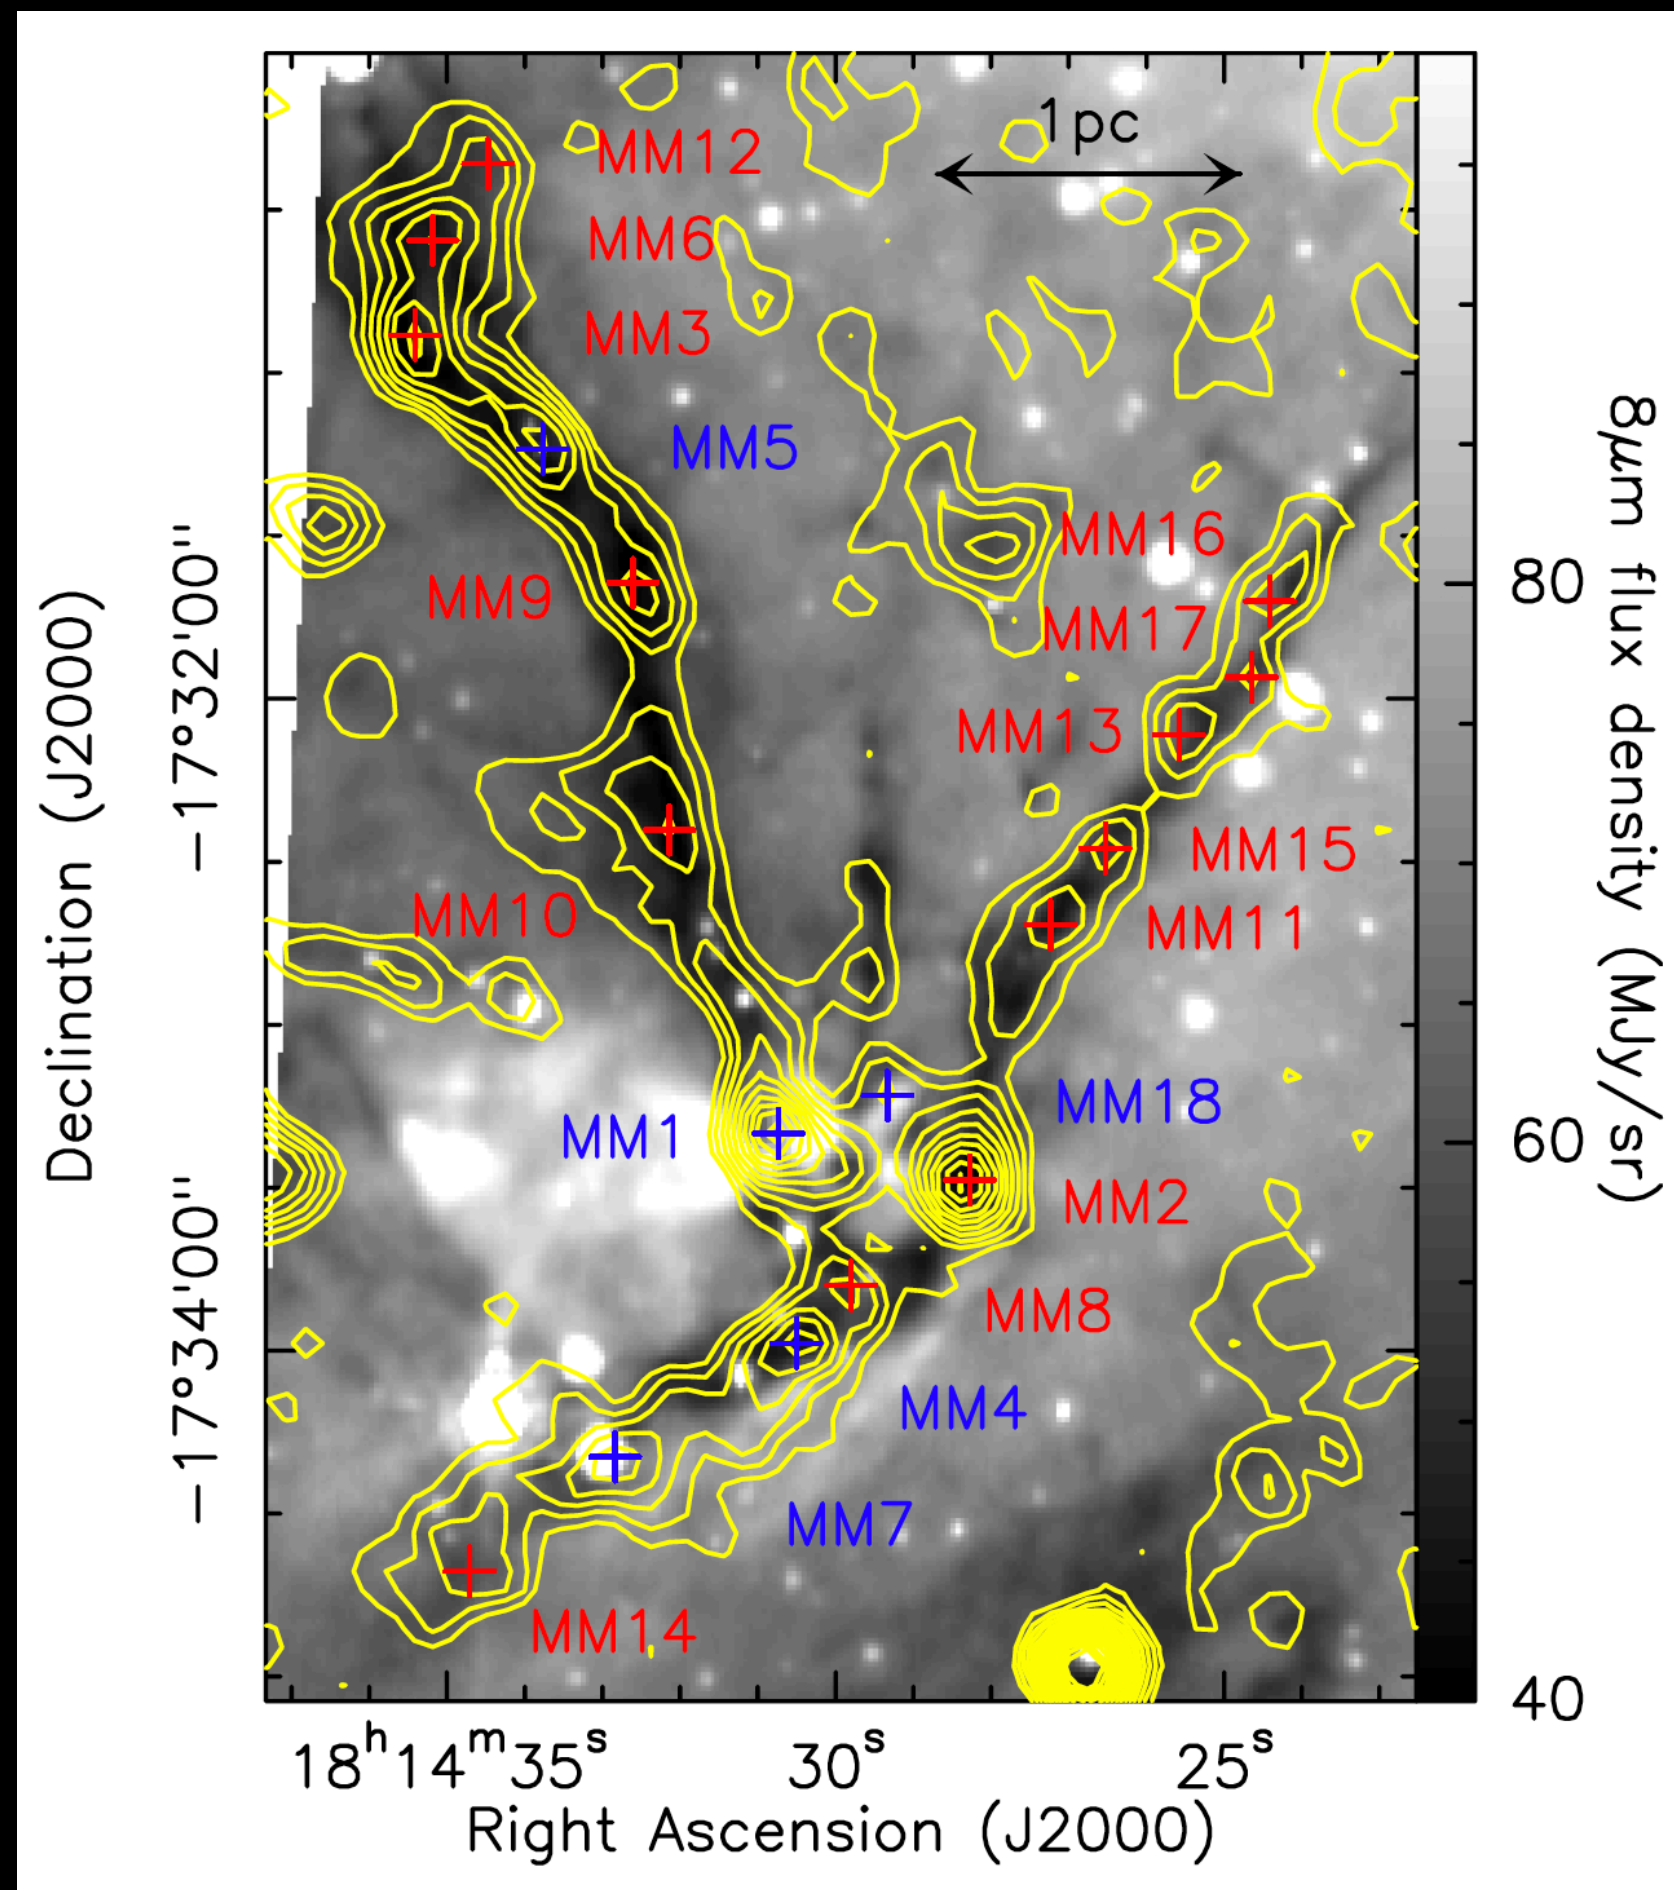 1pc
MM12
MM6
MM3
MM5
MM16
MM9
MM17
MM13
MM15
MM10
MM11
MM18
MM1
MM2
MM8
MM4
MM7
MM14
Declination (J2000)
−17°32'00"
−17°34'00"
18h14m35s 30s 25s
Right Ascension (J2000)
80
60
40
8μm flux density (MJy/sr)